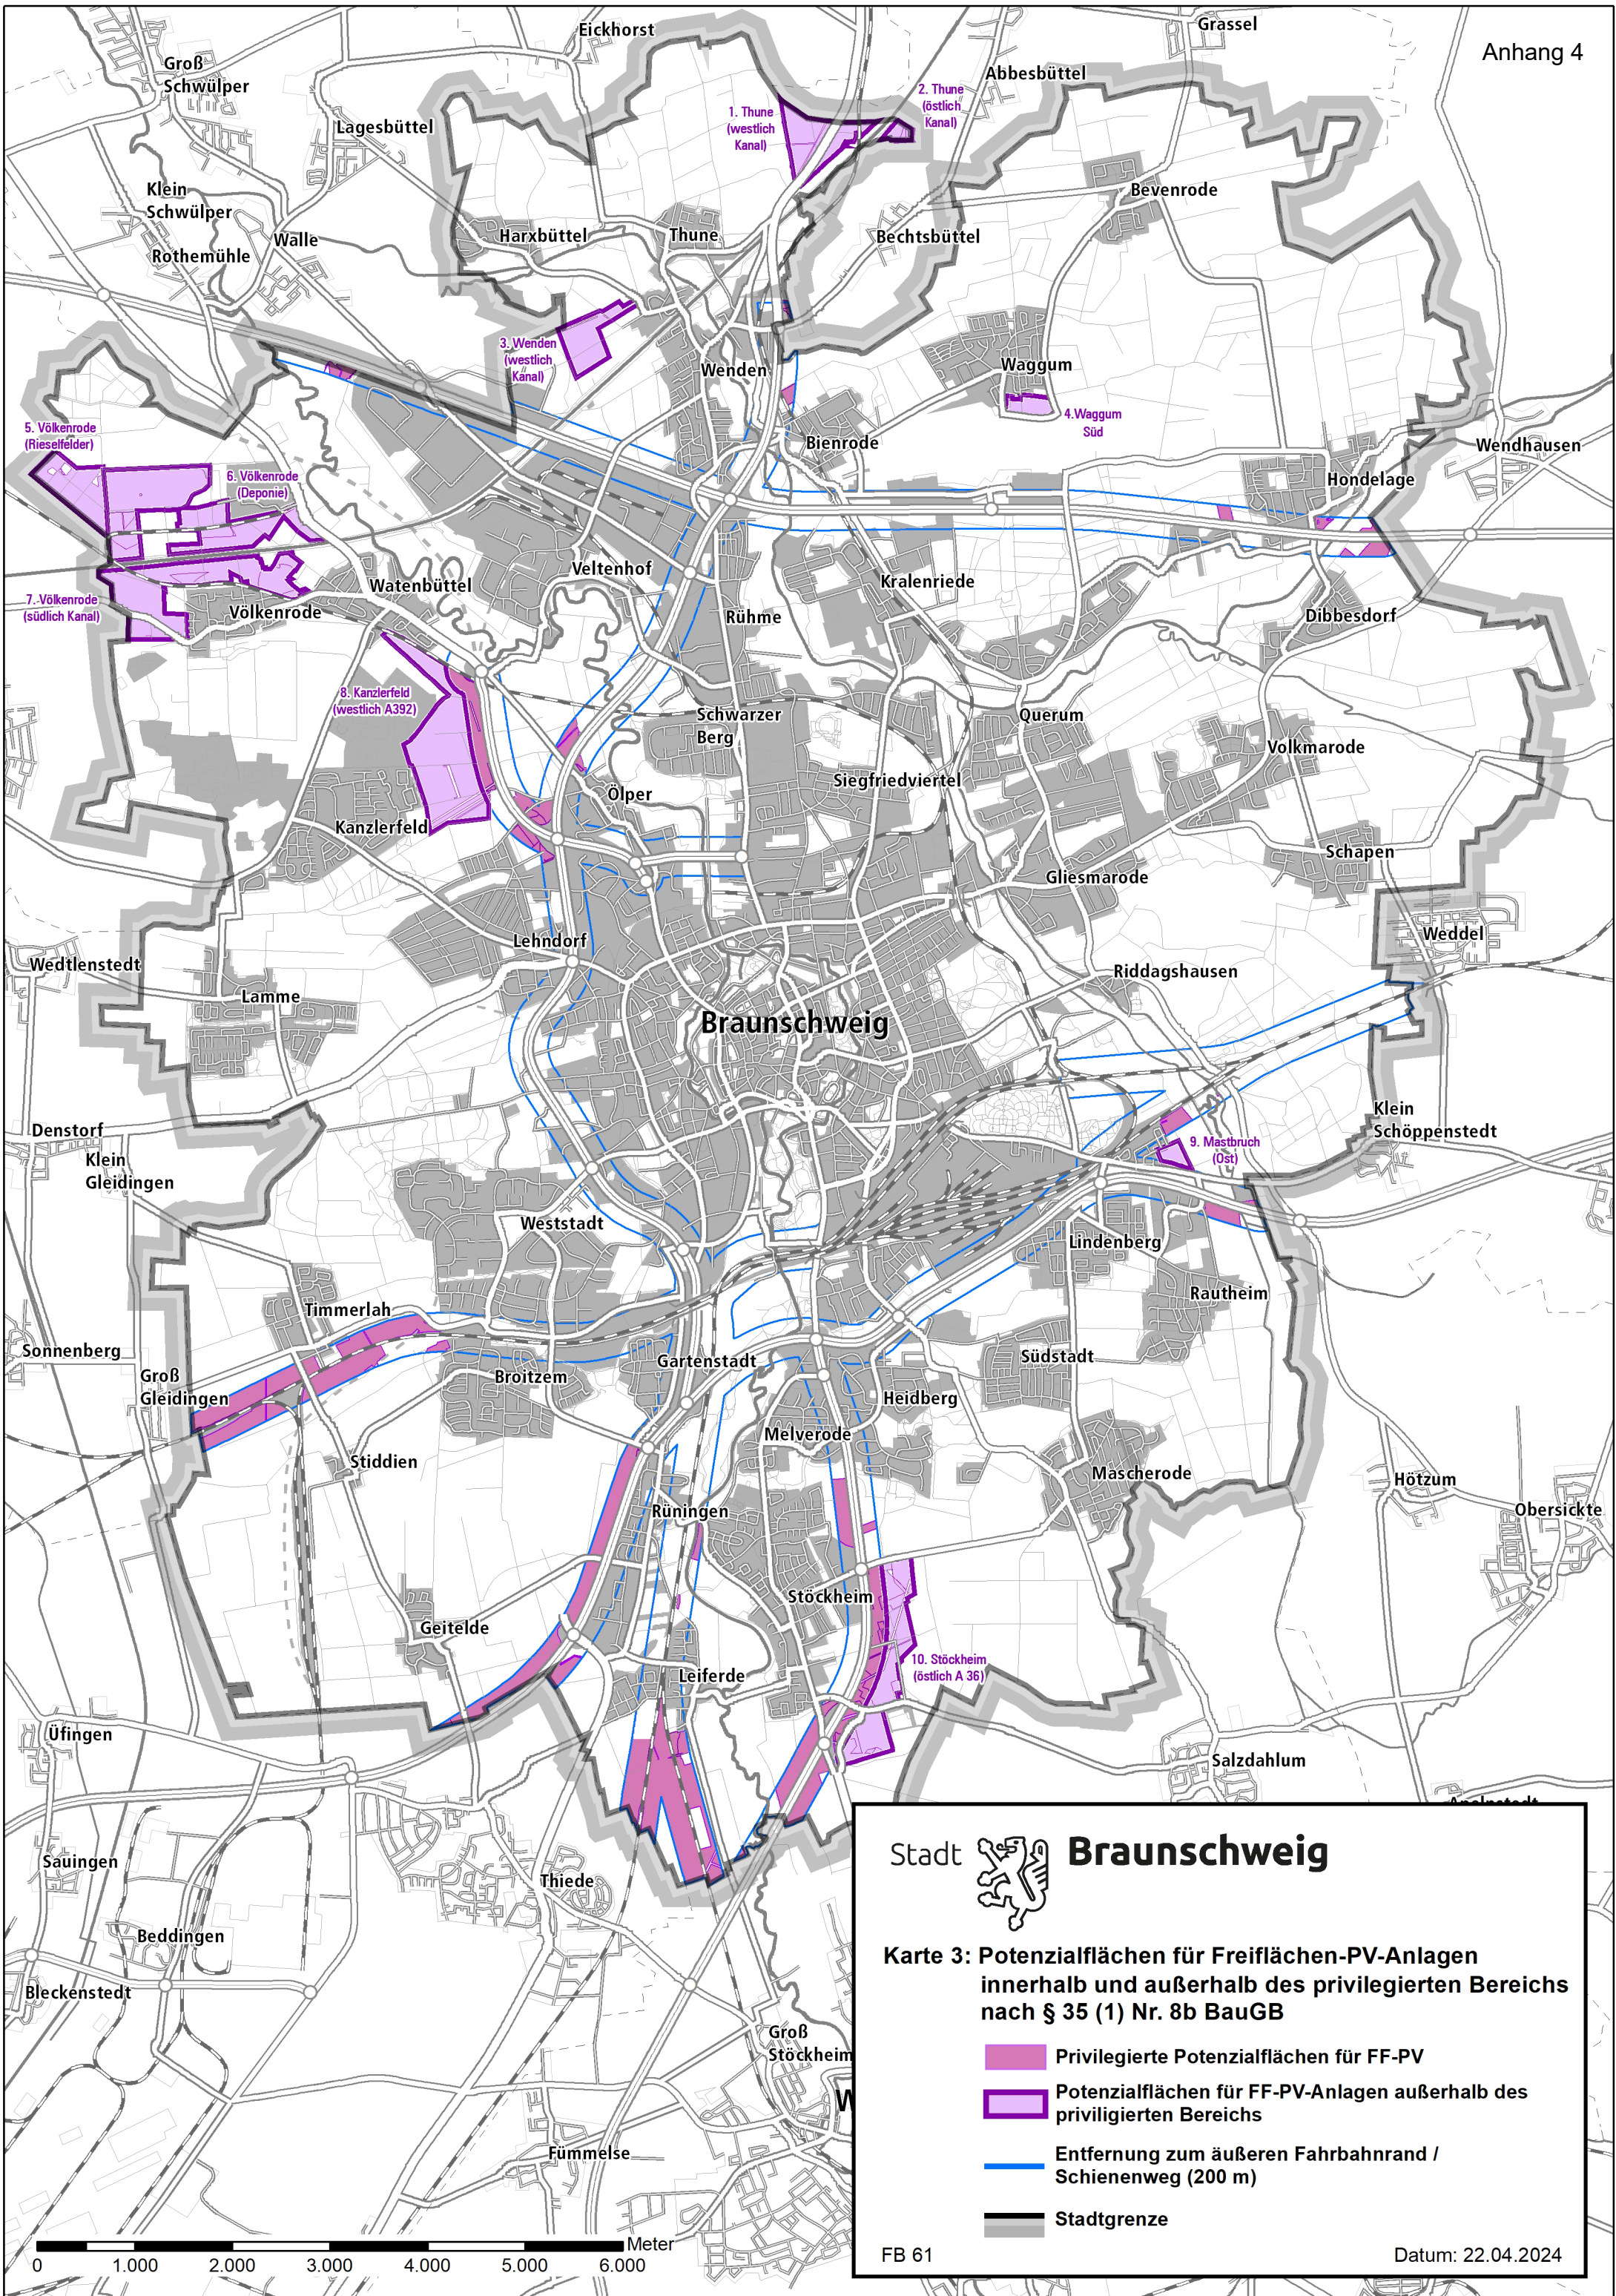 Anhang 4
Eickhorst
Grassel
Groß
Schwülper
Abbesbüttel
1. Thune
(westlich
Kanal)
2. Thune
(östlich
Kanal)
Lagesbüttel
Klein
Schwülper
Bevenrode
Walle
Rothemühle
Harxbüttel
Thune
Bechtsbüttel
3. Wenden
(westlich
Kanal)
Wenden
Waggum
4.Waggum
Süd
5. Völkenrode
(Rieselfelder)
Bienrode
Wendhausen
6. Völkenrode
(Deponie)
Hondelage
Veltenhof
Watenbüttel
Kralenriede
7. Völkenrode
(südlich Kanal)
Völkenrode
Rühme
Dibbesdorf
8. Kanzlerfeld
(westlich A392)
Schwarzer
Berg
Querum
Volkmarode
Siegfriedviertel
Ölper
Kanzlerfeld
Schapen
Gliesmarode
Lehndorf
Weddel
Wedtlenstedt
Riddagshausen
Lamme
Braunschweig
Denstorf
Klein
Gleidingen
Klein
Schöppenstedt
9. Mastbruch
(Ost)
Weststadt
Lindenberg
Rautheim
Timmerlah
Sonnenberg
Groß
Gleidingen
Gartenstadt
Südstadt
Broitzem
Heidberg
Melverode
Stiddien
Mascherode
Hötzum
Rüningen
Obersickte
Stöckheim
Geitelde
10. Stöckheim
(östlich A 36)
Leiferde
Üfingen
Salzdahlum
Sauingen
Thiede
Beddingen
Bleckenstedt
Groß
Stöckheim
W
Fümmelse
Stadt Braunschweig
Karte 3: Potenzialflächen für Freiflächen-PV-Anlagen
innerhalb und außerhalb des privilegierten Bereichs
nach § 35 (1) Nr. 8b BauGB
Privilegierte Potenzialflächen für FF-PV
Potenzialflächen für FF-PV-Anlagen außerhalb des
priviligierten Bereichs
Entfernung zum äußeren Fahrbahnrand /
Schienenweg (200 m)
Stadtgrenze
FB 61
Datum: 22.04.2024
Meter
0 1.000 2.000 3.000 4.000 5.000 6.000